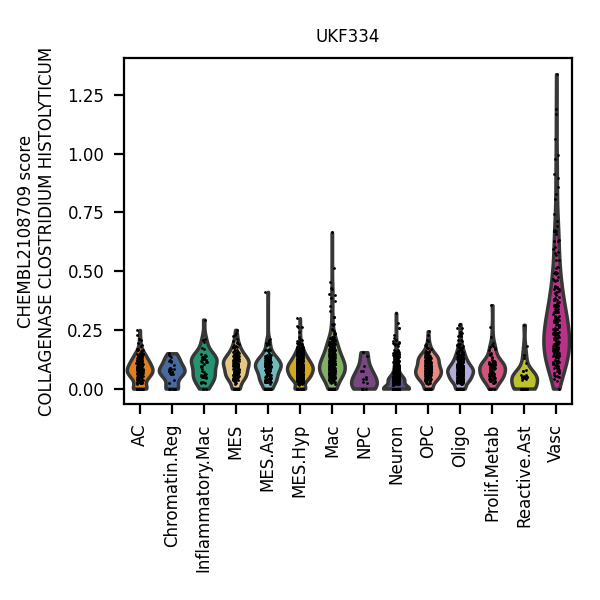 UKF334
CHEMBL2108709 score
COLLAGENASE CLOSTRIDIUM HISTOLYTICUM
1.25
1.00
0.75
0.50
0.25
0.00
AC
Chromatin.Reg
Inflammatory.Mac
MES
MES.Ast
MES.Hyp
Mac
NPC
Neuron
OPC
Oligo
Prolif.Metab
Reactive.Ast
Vasc